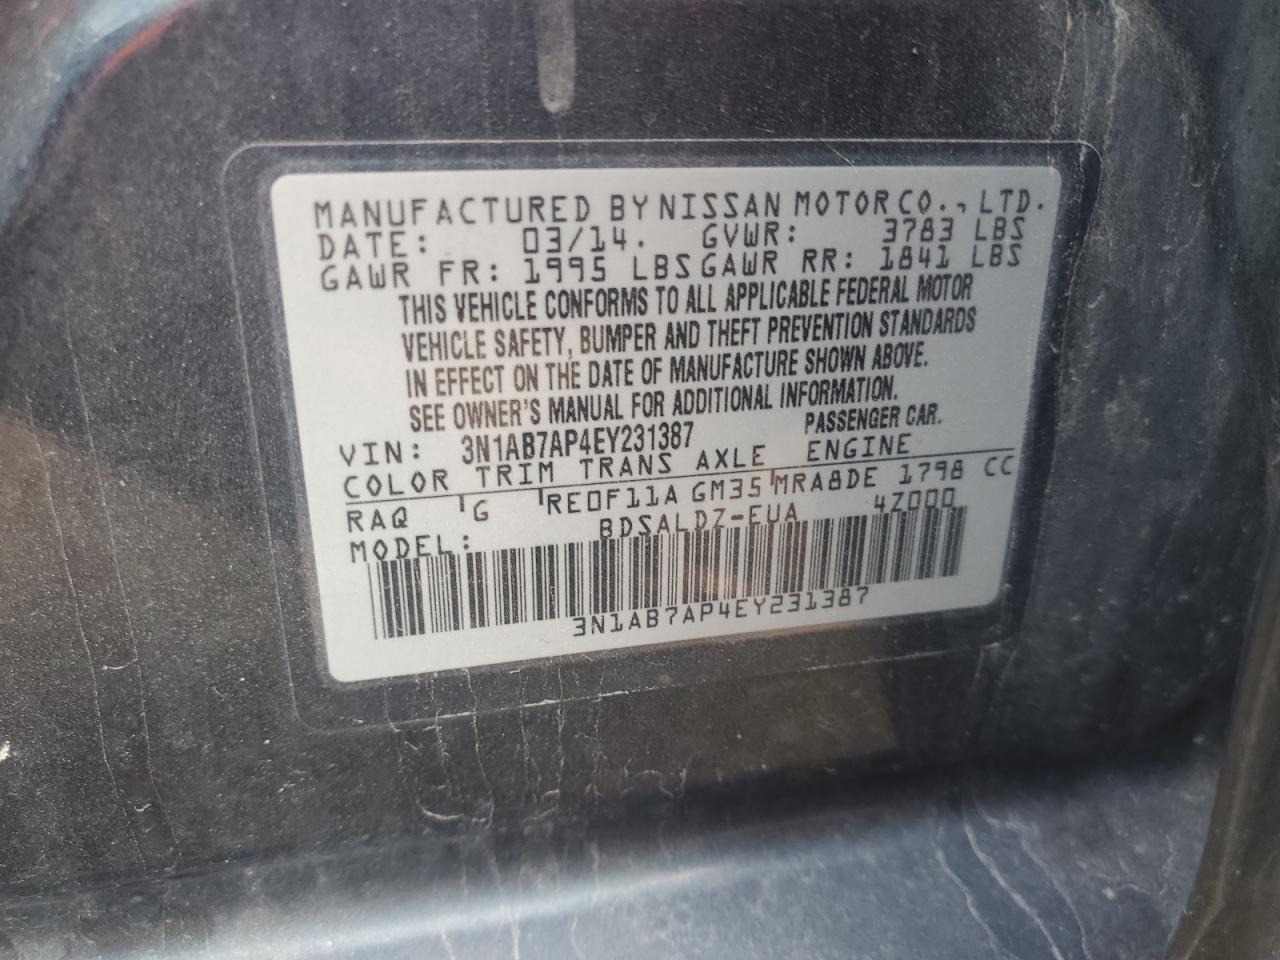 MANUFACTURED BY NISSAN MOTOR CO., LTD.
DATE: 03/14. GVWR: 3783 LBS
GAWR FR: 1995 LBS GAWR RR: 1841 LBS
THIS VEHICLE CONFORMS TO ALL APPLICABLE FEDERAL MOTOR
VEHICLE SAFETY, BUMPER AND THEFT PREVENTION STANDARDS
IN EFFECT ON THE DATE OF MANUFACTURE SHOWN ABOVE.
SEE OWNER'S MANUAL FOR ADDITIONAL INFORMATION.
VIN: 3N1AB7AP4EY231387 PASSENGER CAR.
COLOR TRIM TRANS AXLE ENGINE
RAQ G RE0F11A GM35 MRA8DE 1798 CC
MODEL: BDSALDZ-EUA 4Z000
3N1AB7AP4EY231387